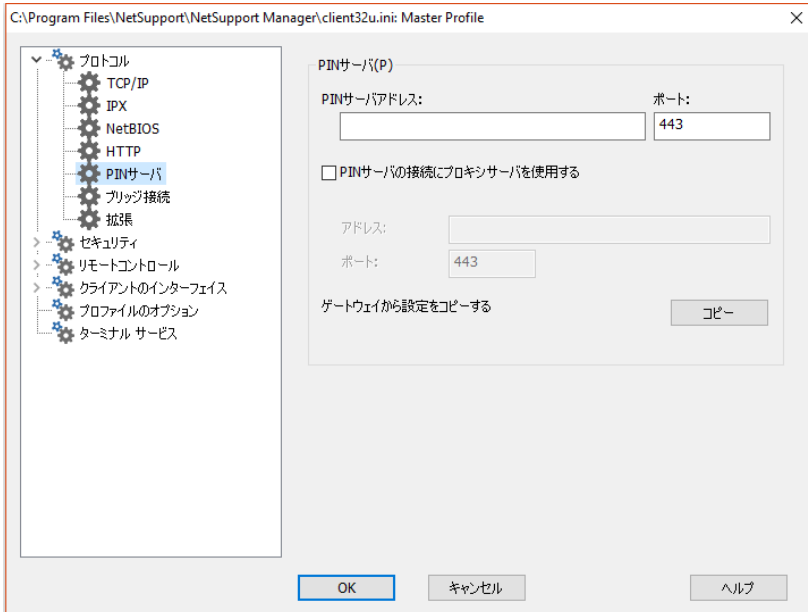 C:\Program Files\NetSupport\NetSupport Manager\client32u.ini: Master Profile
プロトコル
TCP/IP
IPX
NetBIOS
HTTP
PINサーバ
ブリッジ接続
拡張
セキュリティ
リモートコントロール
クライアントのインターフェイス
プロファイルのオプション
ターミナル サービス
PINサーバ(P)
PINサーバアドレス:
ポート:
443
PINサーバの接続にプロキシサーバを使用する
アドレス:
ポート:
443
ゲートウェイから設定をコピーする
コピー
OK
キャンセル
ヘルプ